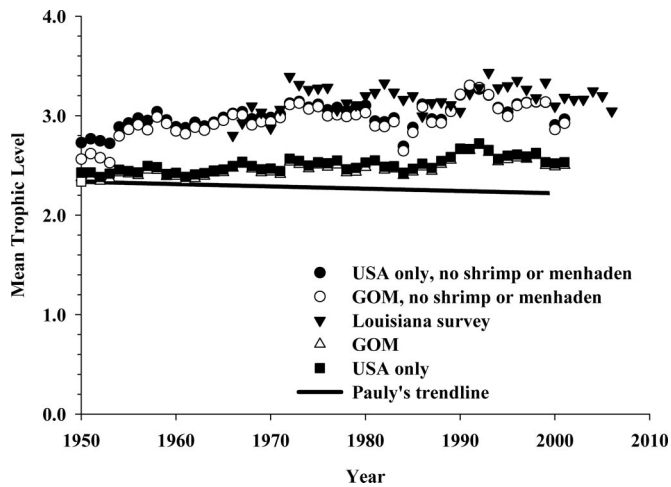 4.0
3.0
2.0
1.0
0.0
Mean Trophic Level
USA only, no shrimp or menhaden
GOM, no shrimp or menhaden
Louisiana survey
GOM
USA only
Pauly's trendline
1950 1960 1970 1980 1990 2000 2010
Year